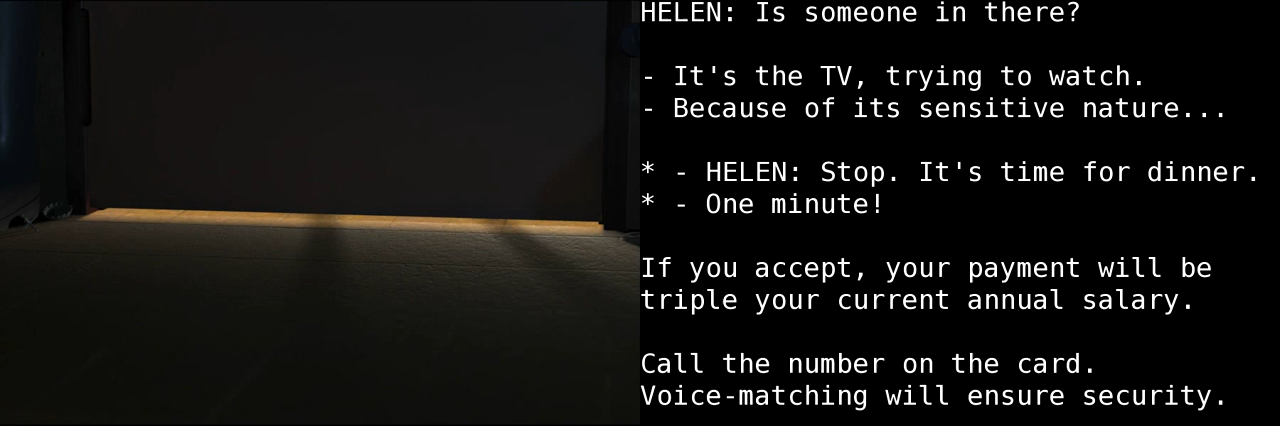 HELEN: Is someone in there?
- It's the TV, trying to watch.
- Because of its sensitive nature...
* - HELEN: Stop. It's time for dinner.
* - One minute!
If you accept, your payment will be
triple your current annual salary.
Call the number on the card.
Voice-matching will ensure security.